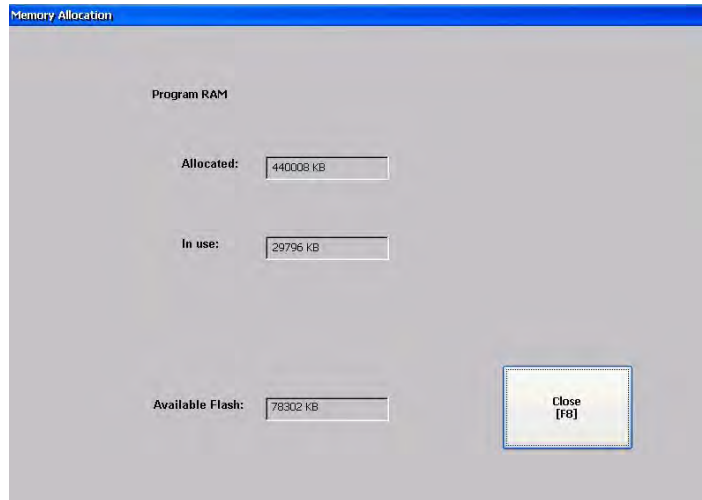 Memory Allocation
Program RAM
Allocated: 440008 KB
In use: 29796 KB
Available Flash: 78302 KB
Close
[F8]